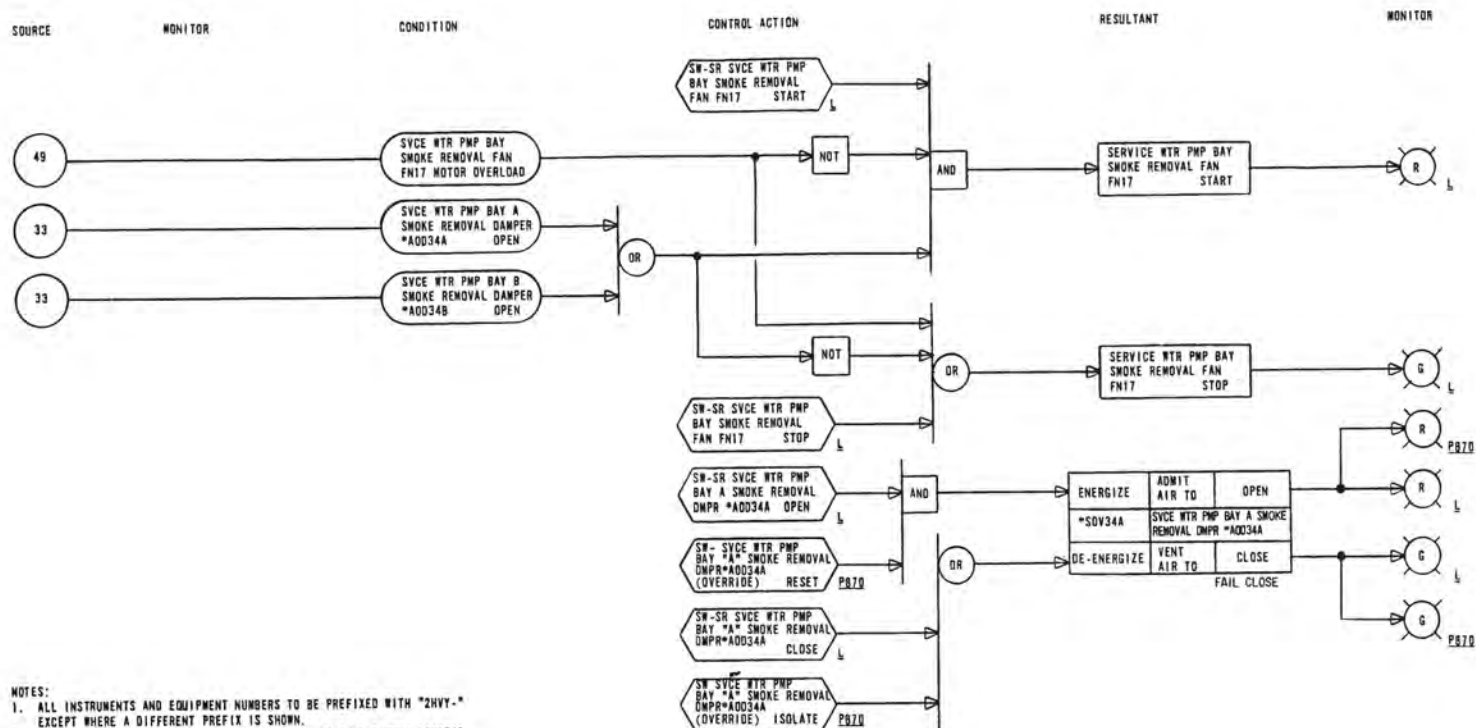 SOURCE
MONITOR
CONDITION
CONTROL ACTION
RESULTANT
MONITOR
SW-SR SVCE WTR PMP
BAY SMOKE REMOVAL
FAN FN17 START
L
49
SVCE WTR PMP BAY
SMOKE REMOVAL FAN
FN17 MOTOR OVERLOAD
NOT
AND
SERVICE WTR PMP BAY
SMOKE REMOVAL FAN
FN17 START
R
L
33
SVCE WTR PMP BAY A
SMOKE REMOVAL DAMPER
*AOD34A OPEN
OR
33
SVCE WTR PMP BAY B
SMOKE REMOVAL DAMPER
*AOD34B OPEN
NOT
OR
SERVICE WTR PMP BAY
SMOKE REMOVAL FAN
FN17 STOP
G
L
SW-SR SVCE WTR PMP
BAY SMOKE REMOVAL
FAN FN17 STOP
L
R
P870
SW-SR SVCE WTR PMP
BAY A SMOKE REMOVAL
DMPR *AOD34A OPEN
L
AND
ENERGIZE
ADMIT
AIR TO
OPEN
R
L
*SOV34A
SVCE WTR PMP BAY A SMOKE
REMOVAL DMPR *AOD34A
SW- SVCE WTR PMP
BAY "A" SMOKE REMOVAL
DMPR*AOD34A
(OVERRIDE) RESET
P870
OR
DE-ENERGIZE
VENT
AIR TO
CLOSE
FAIL CLOSE
G
L
SW-SR SVCE WTR PMP
BAY "A" SMOKE REMOVAL
DMPR*AOD34A
CLOSE
L
G
P870
SW SVCE WTR PMP
BAY "A" SMOKE REMOVAL
DMPR*AOD34A
(OVERRIDE) ISOLATE
P870
NOTES:
1. ALL INSTRUMENTS AND EQUIPMENT NUMBERS TO BE PREFIXED WITH "2HVY-"
EXCEPT WHERE A DIFFERENT PREFIX IS SHOWN.